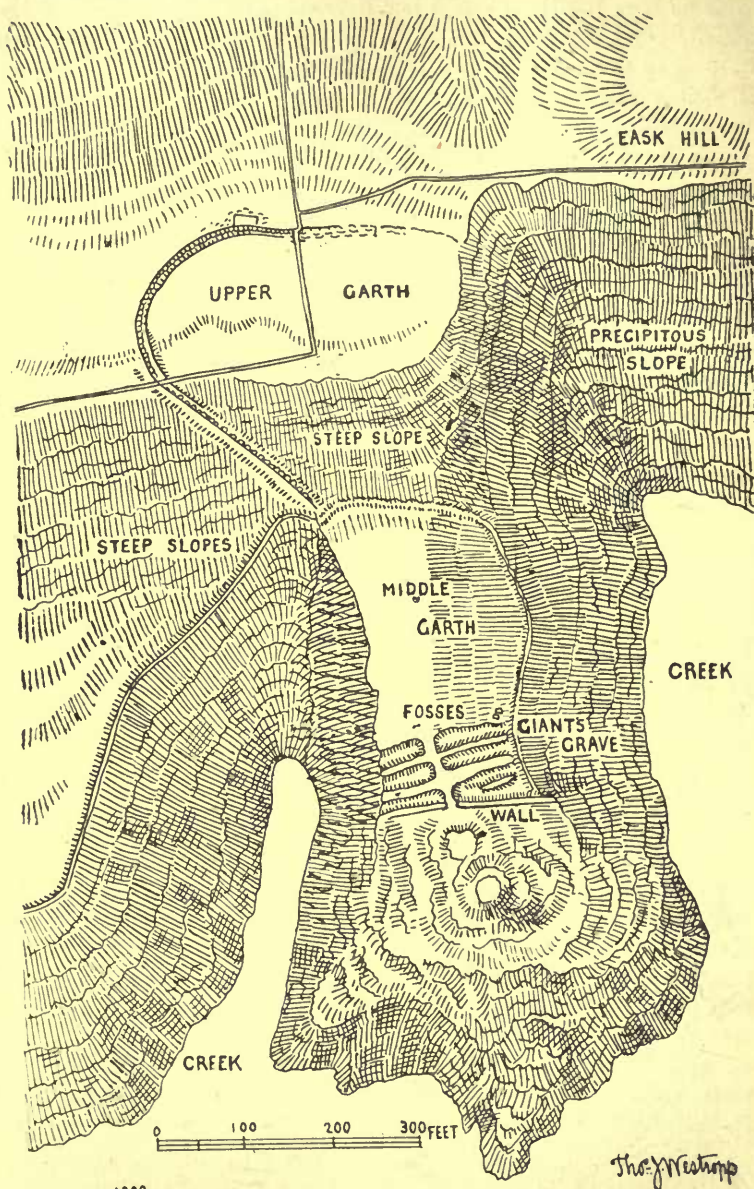 EASK HILL
UPPER GARTH
PRECIPITOUS
SLOPE
STEEP SLOPE
STEEP SLOPES
MIDDLE
GARTH
CREEK
FOSSES
GIANTS
GRAVE
WALL
CREEK
0 100 200 300 FEET
Thos. J. Westropp